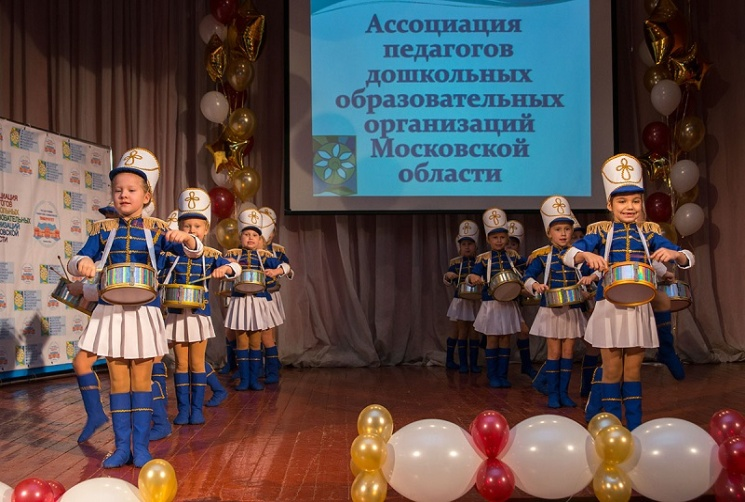 Ассоциация
педагогов
дошкольных
образовательных
организаций
Московской
области